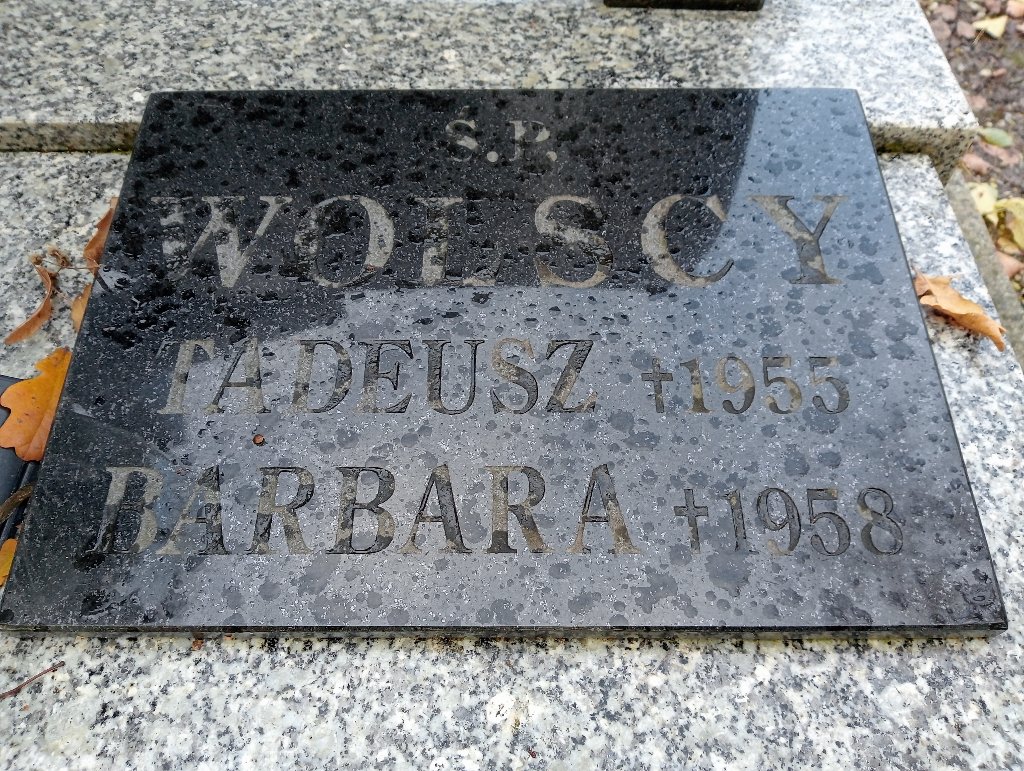 S.P.
WOLSCY
TADEUSZ †1955
BARBARA †1958